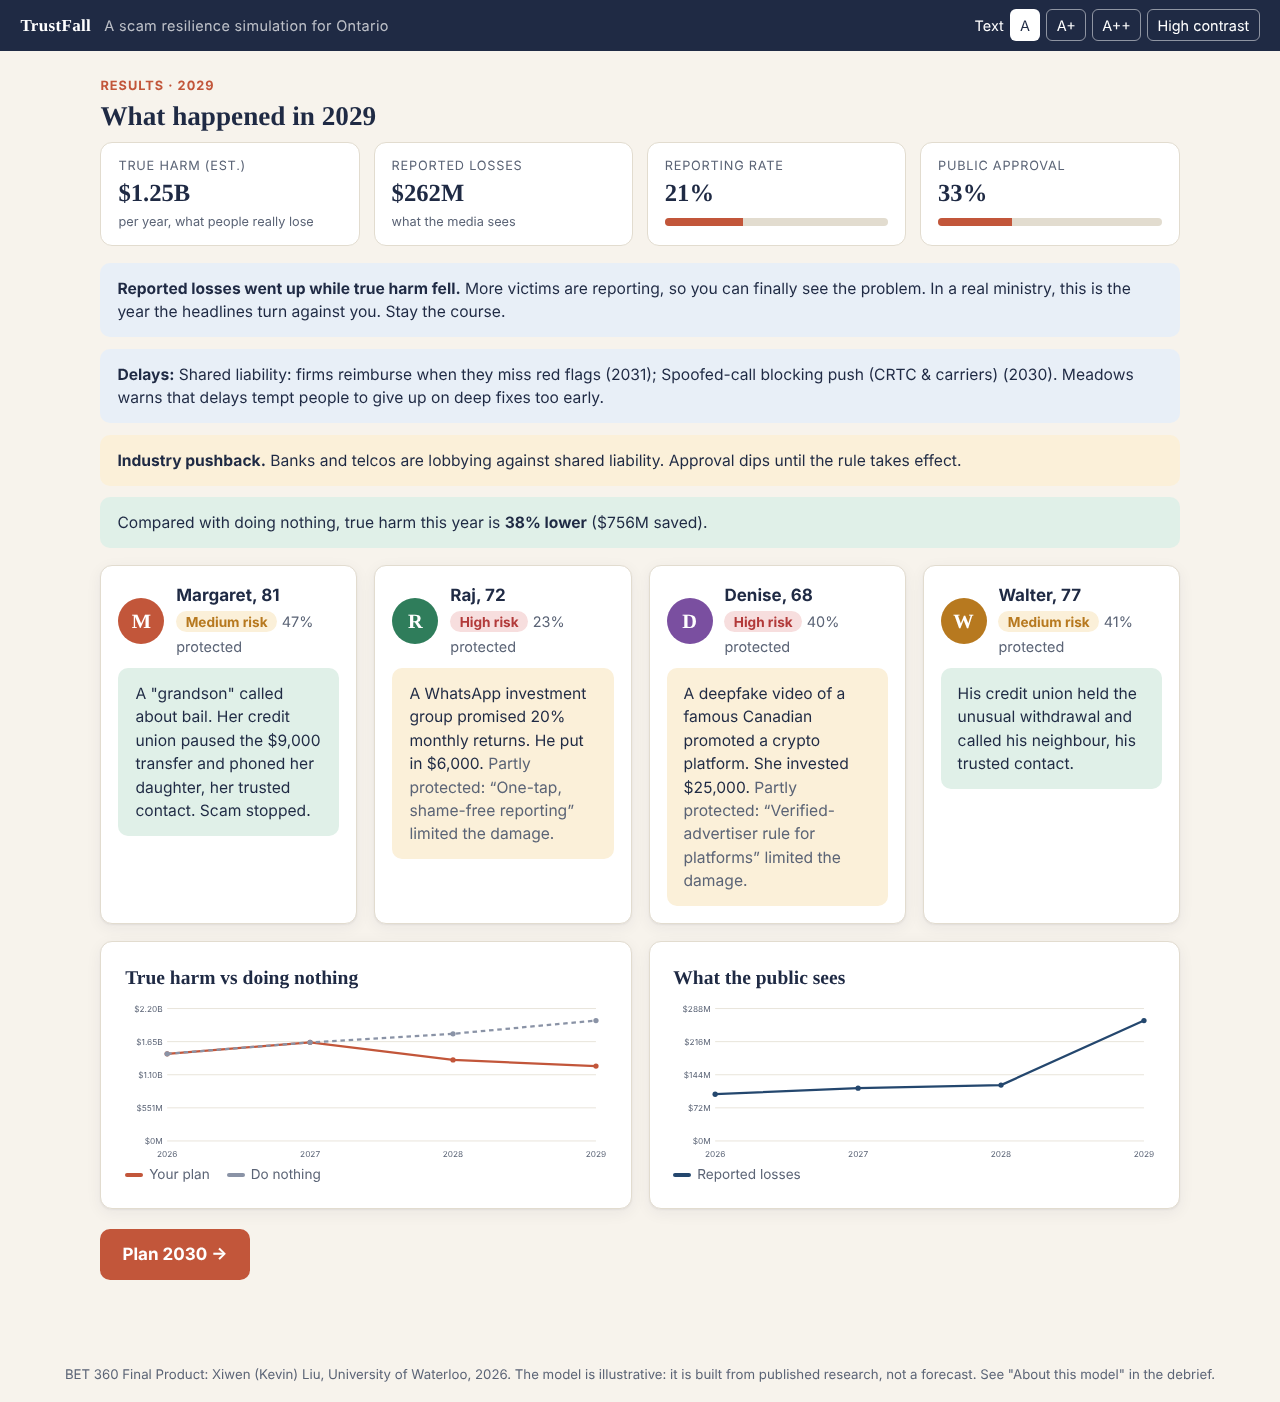 TrustFall A scam resilience simulation for Ontario Text A A+ A++ High contrast
RESULTS · 2029
What happened in 2029
TRUE HARM (EST.)
$1.25B
per year, what people really lose
REPORTED LOSSES
$262M
what the media sees
REPORTING RATE
21%
PUBLIC APPROVAL
33%
Reported losses went up while true harm fell. More victims are reporting, so you can finally see the problem. In a real ministry, this is the
year the headlines turn against you. Stay the course.
Delays: Shared liability: firms reimburse when they miss red flags (2031); Spoofed-call blocking push (CRTC & carriers) (2030). Meadows
warns that delays tempt people to give up on deep fixes too early.
Industry pushback. Banks and telcos are lobbying against shared liability. Approval dips until the rule takes effect.
Compared with doing nothing, true harm this year is 38% lower ($756M saved).
M
Margaret, 81
Medium risk 47%
protected
A "grandson" called
about bail. Her credit
union paused the $9,000
transfer and phoned her
daughter, her trusted
contact. Scam stopped.
R
Raj, 72
High risk 23%
protected
A WhatsApp investment
group promised 20%
monthly returns. He put
in $6,000. Partly
protected: “One-tap,
shame-free reporting”
limited the damage.
D
Denise, 68
High risk 40%
protected
A deepfake video of a
famous Canadian
promoted a crypto
platform. She invested
$25,000. Partly
protected: “Verified-
advertiser rule for
platforms” limited the
damage.
W
Walter, 77
Medium risk 41%
protected
His credit union held the
unusual withdrawal and
called his neighbour, his
trusted contact.
True harm vs doing nothing
$2.20B
$1.65B
$1.10B
$551M
$0M
2026 2027 2028 2029
Your plan Do nothing
What the public sees
$288M
$216M
$144M
$72M
$0M
2026 2027 2028 2029
Reported losses
Plan 2030 →
BET 360 Final Product: Xiwen (Kevin) Liu, University of Waterloo, 2026. The model is illustrative: it is built from published research, not a forecast. See "About this model" in the debrief.